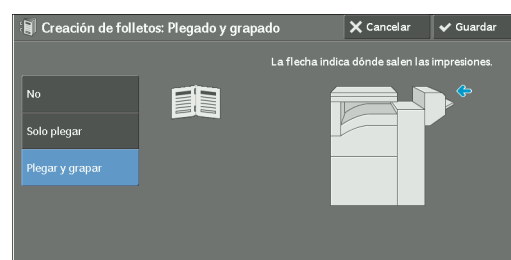 Creación de folletos: Plegado y grapado
Cancelar
Guardar
La flecha indica dónde salen las impresiones.
No
Solo plegar
Plegar y grapar